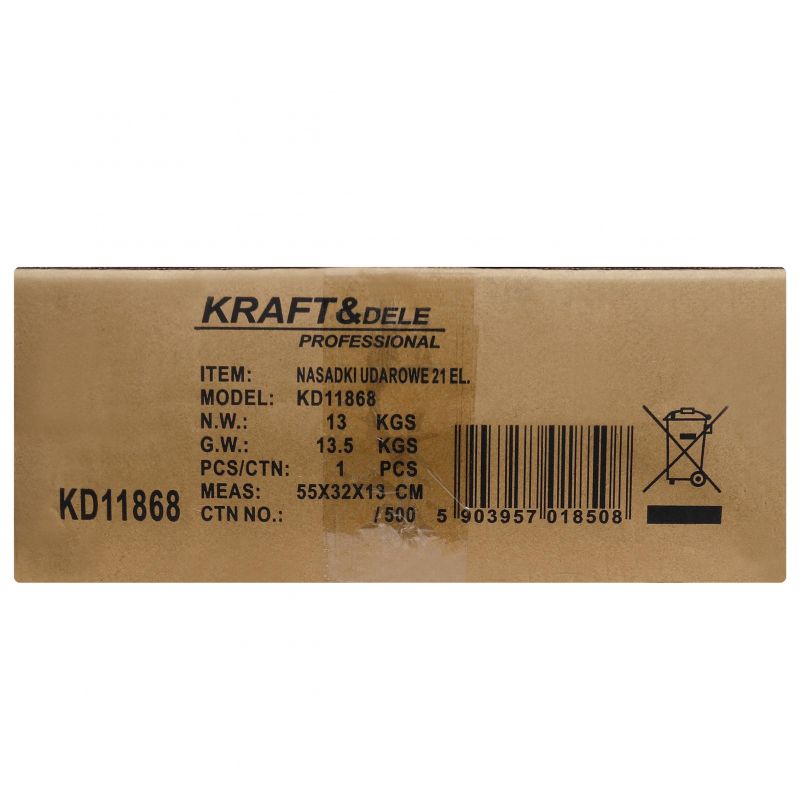 KRAFT&DELE
PROFESSIONAL
ITEM: NASADKI UDAROWE 21 EL.
MODEL: KD11868
N.W.: 13 KGS
G.W.: 13.5 KGS
PCS/CTN: 1 PCS
MEAS: 55X32X13 CM
CTN NO.: / 500
KD11868
5 903957 018508